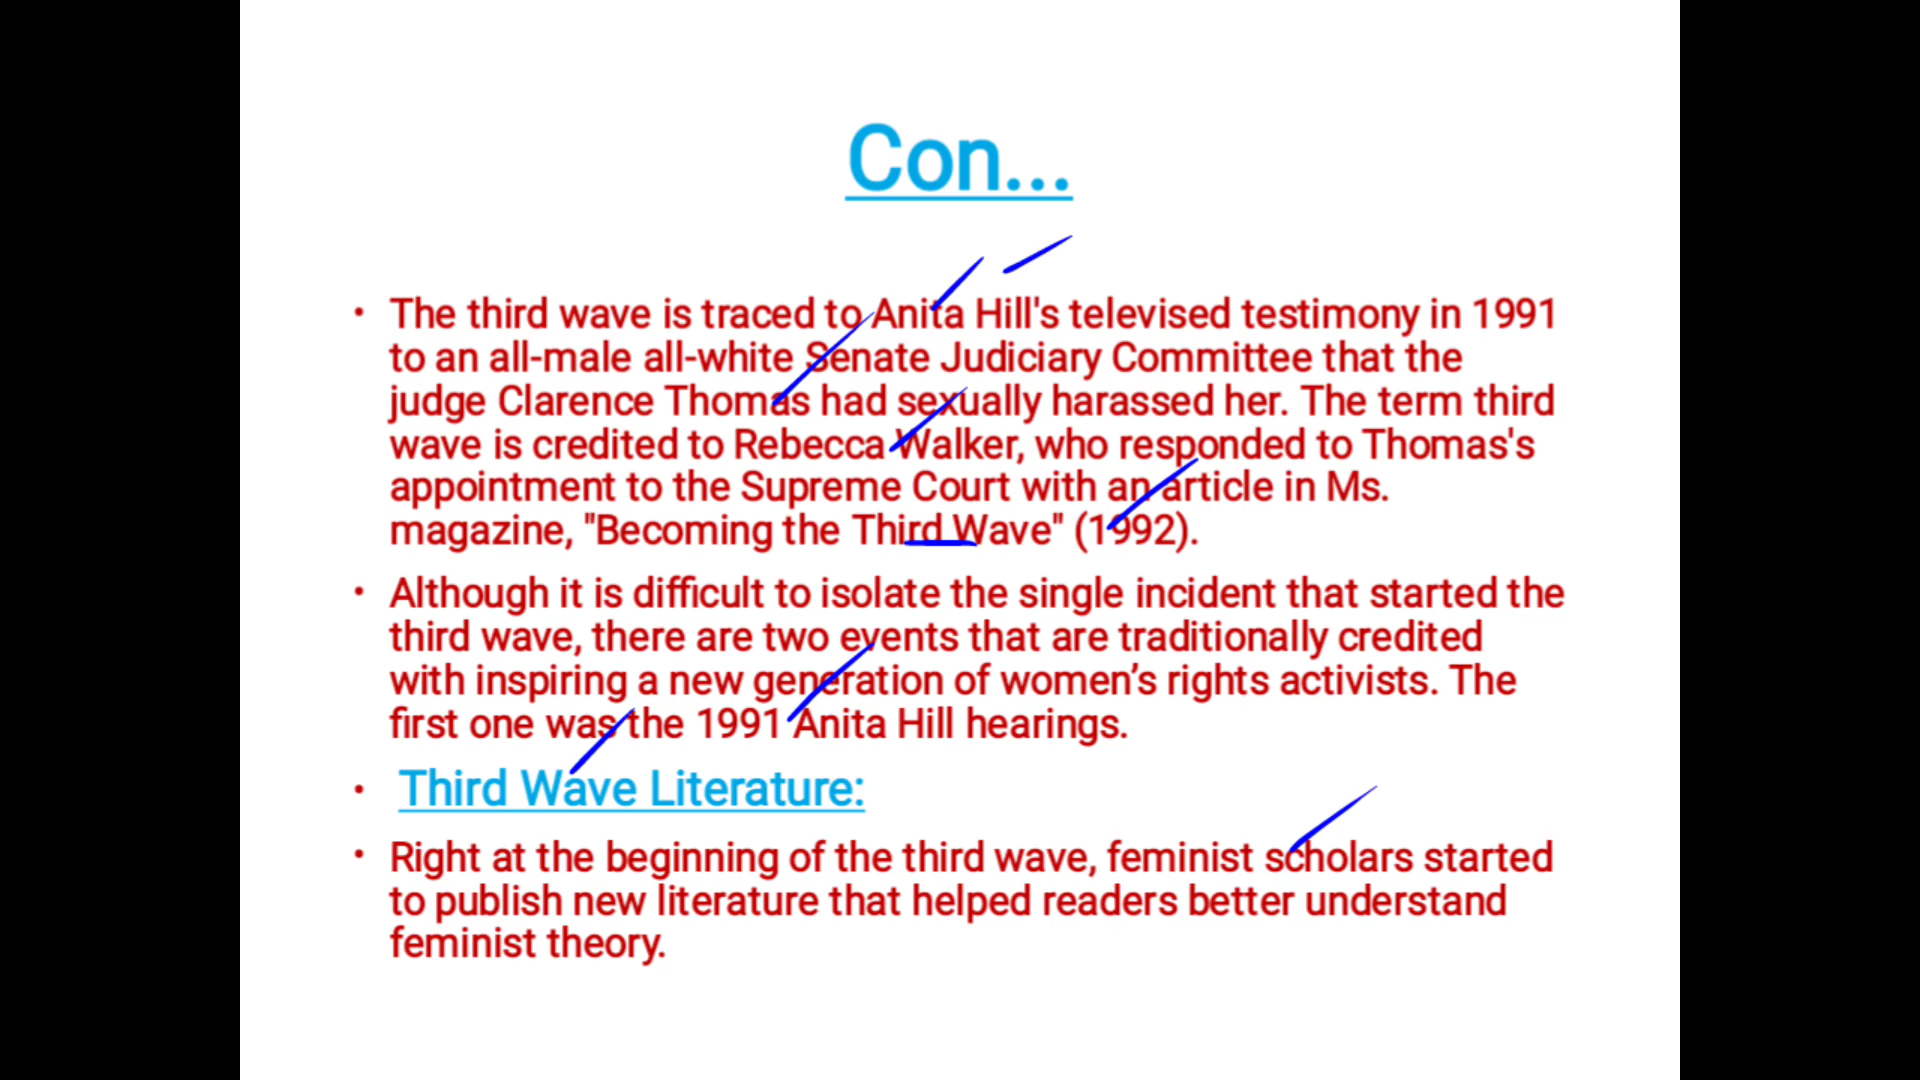 Con...
• The third wave is traced to Anita Hill's televised testimony in 1991
to an all-male all-white Senate Judiciary Committee that the
judge Clarence Thomas had sexually harassed her. The term third
wave is credited to Rebecca Walker, who responded to Thomas's
appointment to the Supreme Court with an article in Ms.
magazine, "Becoming the Third Wave" (1992).
• Although it is difficult to isolate the single incident that started the
third wave, there are two events that are traditionally credited
with inspiring a new generation of women’s rights activists. The
first one was the 1991 Anita Hill hearings.
• Third Wave Literature:
• Right at the beginning of the third wave, feminist scholars started
to publish new literature that helped readers better understand
feminist theory.